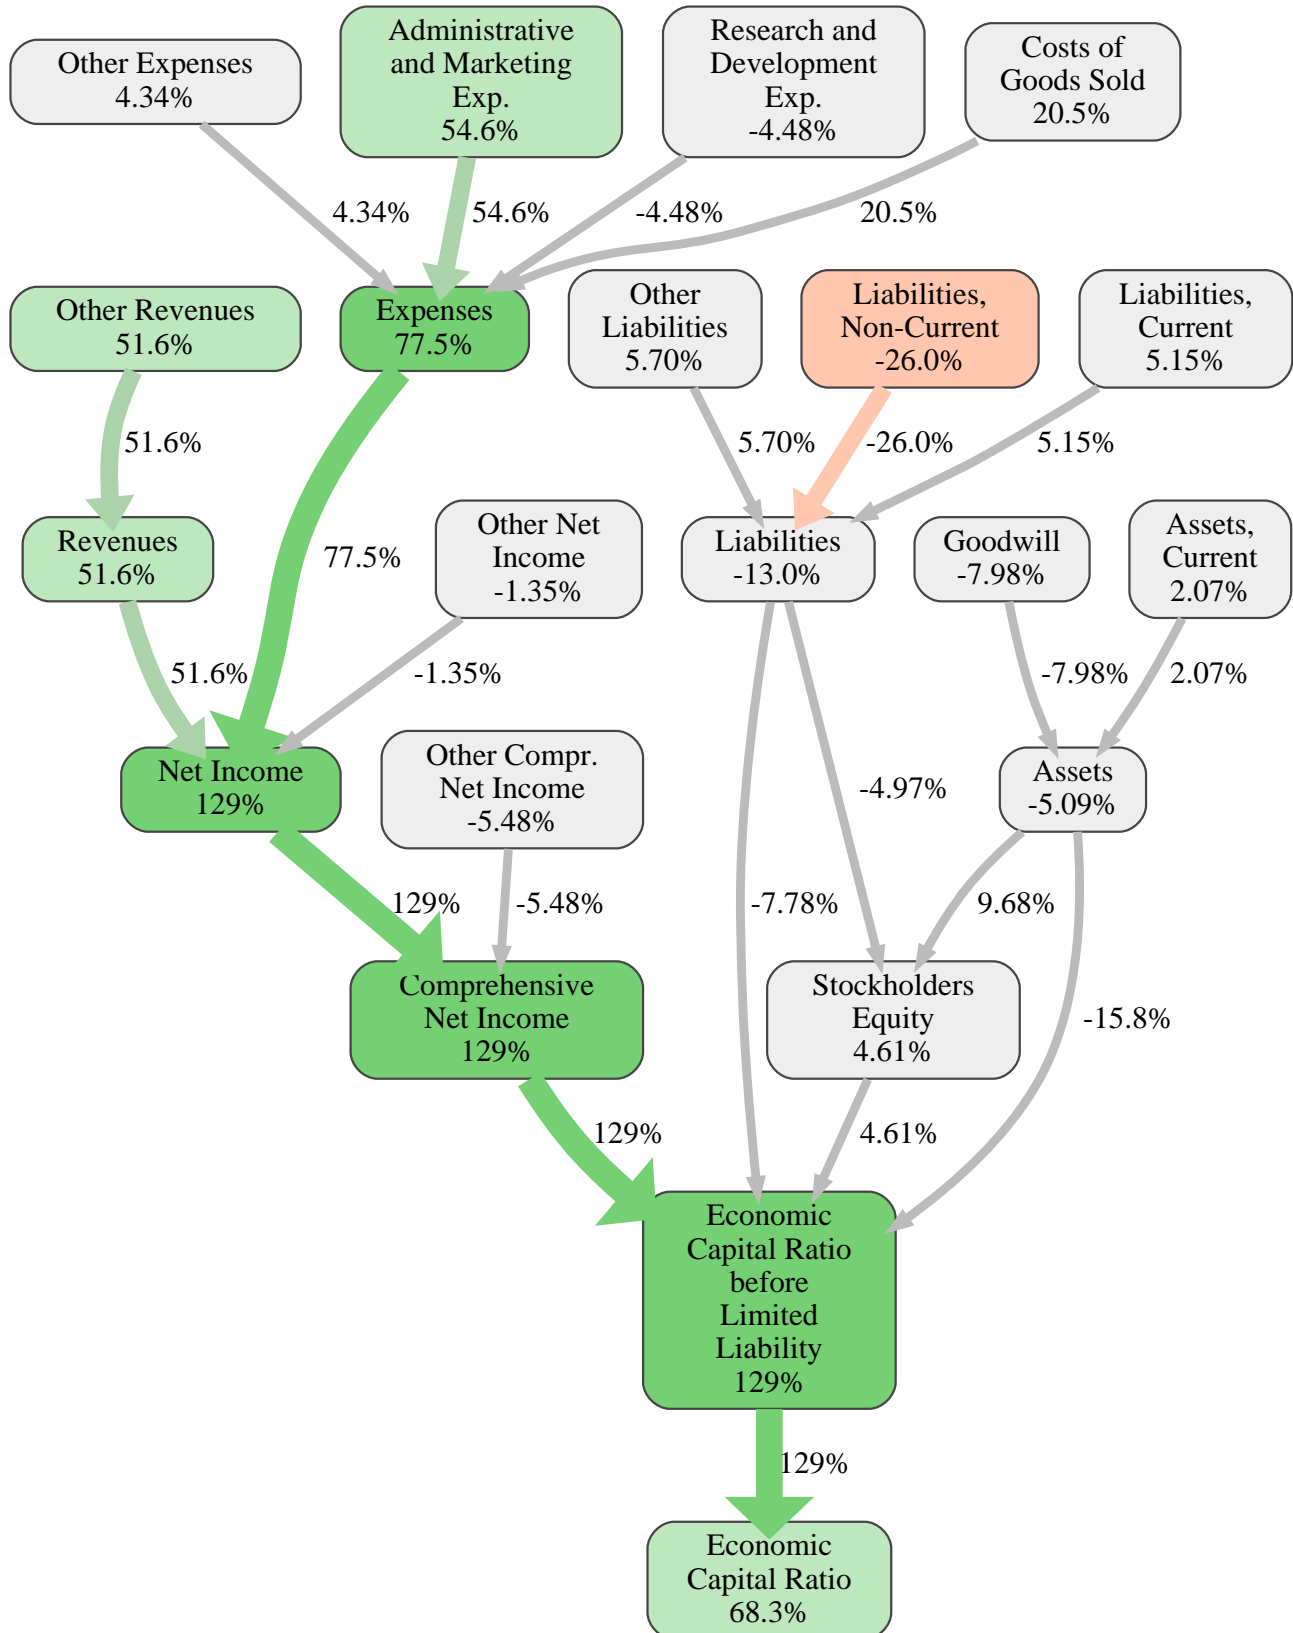 Other Expenses
4.34%
Administrative
and Marketing
Exp.
54.6%
Research and
Development
Exp.
-4.48%
Costs of
Goods Sold
20.5%
4.34%
54.6%
-4.48%
20.5%
Other Revenues
51.6%
Expenses
77.5%
Other
Liabilities
5.70%
Liabilities,
Non-Current
-26.0%
Liabilities,
Current
5.15%
51.6%
5.70%
-26.0%
5.15%
Revenues
51.6%
77.5%
Other Net
Income
-1.35%
Liabilities
-13.0%
Goodwill
-7.98%
Assets,
Current
2.07%
51.6%
-1.35%
-7.98%
2.07%
Net Income
129%
Other Compr.
Net Income
-5.48%
-4.97%
Assets
-5.09%
129%
-5.48%
-7.78%
9.68%
Comprehensive
Net Income
129%
Stockholders
Equity
4.61%
-15.8%
129%
4.61%
Economic
Capital Ratio
before
Limited
Liability
129%
129%
Economic
Capital Ratio
68.3%